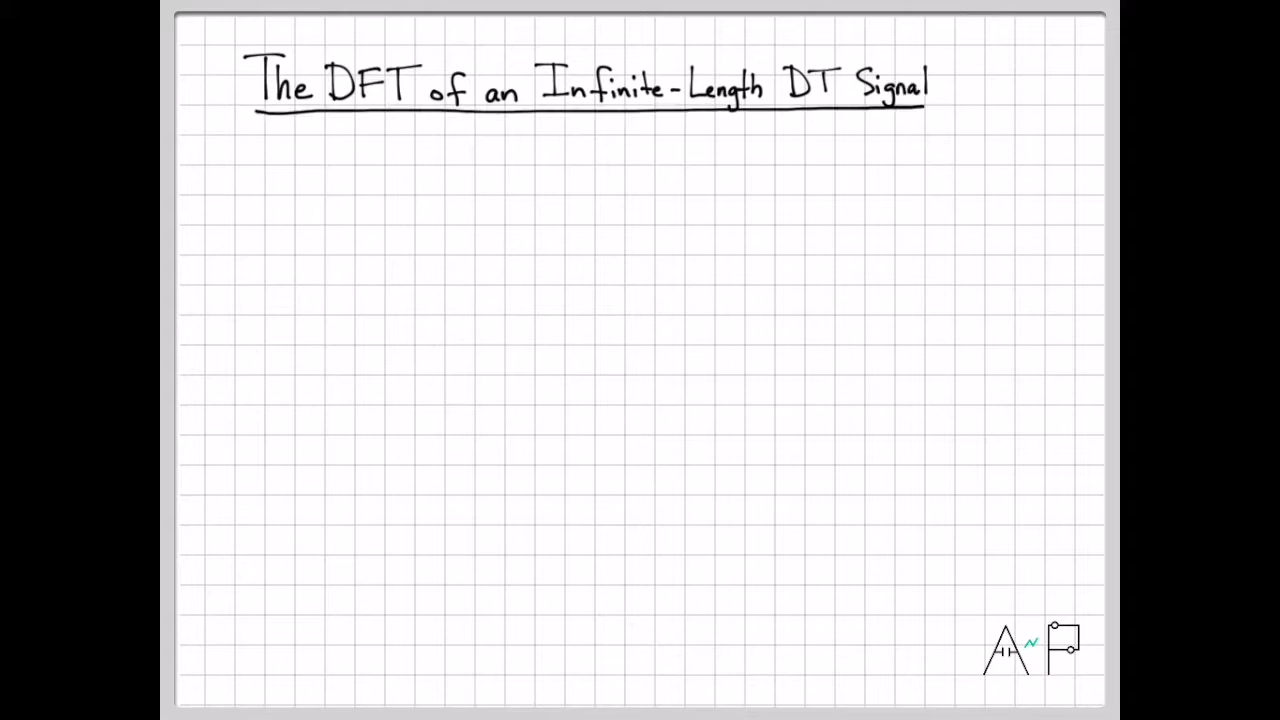 The DFT of an Infinite-Length DT Signal
A P